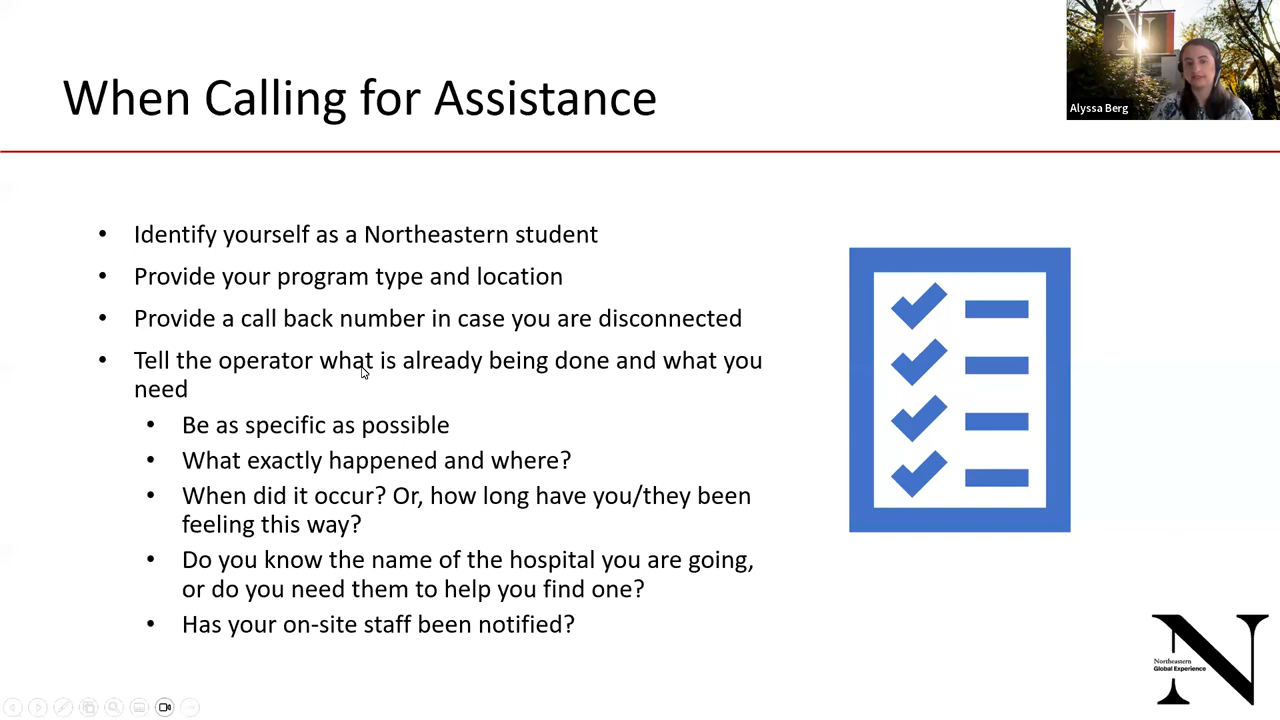 When Calling for Assistance
Alyssa Berg
• Identify yourself as a Northeastern student
• Provide your program type and location
• Provide a call back number in case you are disconnected
• Tell the operator what is already being done and what you
need
• Be as specific as possible
• What exactly happened and where?
• When did it occur? Or, how long have you/they been
feeling this way?
• Do you know the name of the hospital you are going,
or do you need them to help you find one?
• Has your on-site staff been notified?
N
Northeastern
Global Experience
N